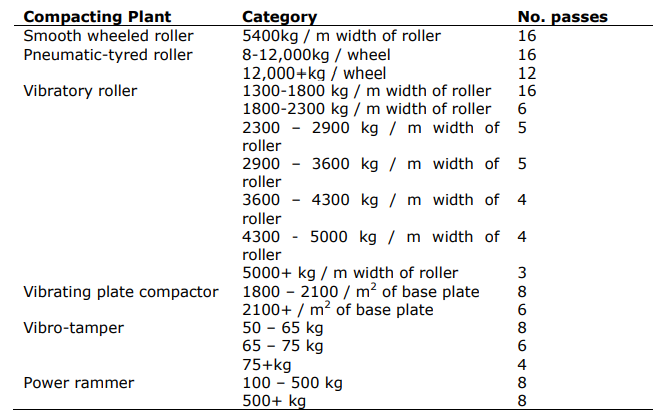 Compacting Plant Category No. passes
Smooth wheeled roller 5400kg / m width of roller 16
Pneumatic-tyred roller 8-12,000kg / wheel 16
12,000+kg / wheel 12
Vibratory roller 1300-1800 kg / m width of roller 16
1800-2300 kg / m width of roller 6
2300 – 2900 kg / m width of 5
roller
2900 – 3600 kg / m width of 5
roller
3600 – 4300 kg / m width of 4
roller
4300 - 5000 kg / m width of 4
roller
5000+ kg / m width of roller 3
Vibrating plate compactor 1800 – 2100 / m² of base plate 8
2100+ / m² of base plate 6
Vibro-tamper 50 – 65 kg 8
65 – 75 kg 6
75+kg 4
Power rammer 100 – 500 kg 8
500+ kg 8